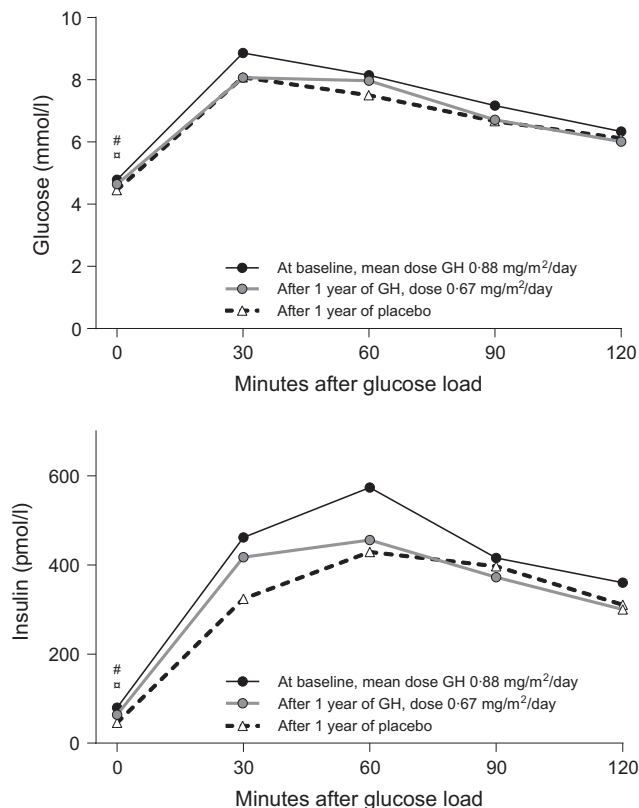 10
8
6
4
2
0
Glucose (mmol/l)
#
¤
At baseline, mean dose GH 0·88 mg/m²/day
After 1 year of GH, dose 0·67 mg/m²/day
After 1 year of placebo
0 30 60 90 120
Minutes after glucose load
600
400
200
0
Insulin (pmol/l)
#
¤
At baseline, mean dose GH 0·88 mg/m²/day
After 1 year of GH, dose 0·67 mg/m²/day
After 1 year of placebo
0 30 60 90 120
Minutes after glucose load